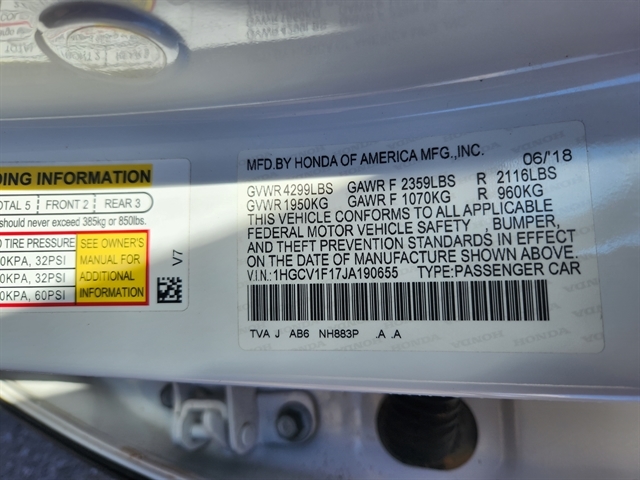 DING INFORMATION
OTAL 5 FRONT 2 REAR 3
should never exceed 385kg or 850lbs.
TIRE PRESSURE
0KPA, 32PSI
0KPA, 32PSI
0KPA, 60PSI
SEE OWNER'S
MANUAL FOR
ADDITIONAL
INFORMATION
V7
MFD.BY HONDA OF AMERICA MFG.,INC. 06/'18
GVWR 4299LBS GAWR F 2359LBS R 2116LBS
GVWR 1950KG GAWR F 1070KG R 960KG
THIS VEHICLE CONFORMS TO ALL APPLICABLE
FEDERAL MOTOR VEHICLE SAFETY , BUMPER,
AND THEFT PREVENTION STANDARDS IN EFFECT
ON THE DATE OF MANUFACTURE SHOWN ABOVE.
V.I.N.:1HGCV1F17JA190655 TYPE:PASSENGER CAR
TVA J AB6 NH883P .A .A